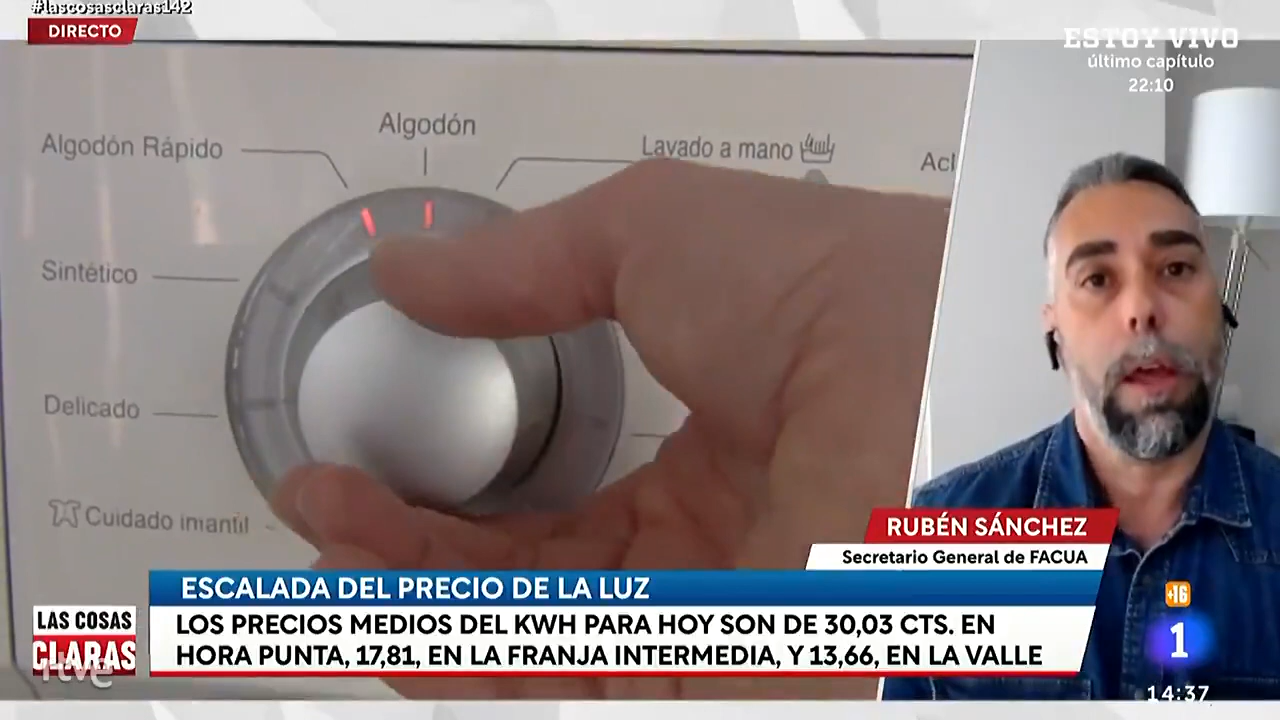 #lascosasclaras142
DIRECTO
ESTOY VIVO
último capítulo
22:10
Algodón
Algodón Rápido
Lavado a mano
Acl
Sintético
Delicado
Cuidado
RUBÉN SÁNCHEZ
Secretario General de FACUA
ESCALADA DEL PRECIO DE LA LUZ
LAS COSAS
CLARAS
rtve
LOS PRECIOS MEDIOS DEL KWH PARA HOY SON DE 30,03 CTS. EN
HORA PUNTA, 17,81, EN LA FRANJA INTERMEDIA, Y 13,66, EN LA VALLE
+16
1
14:37